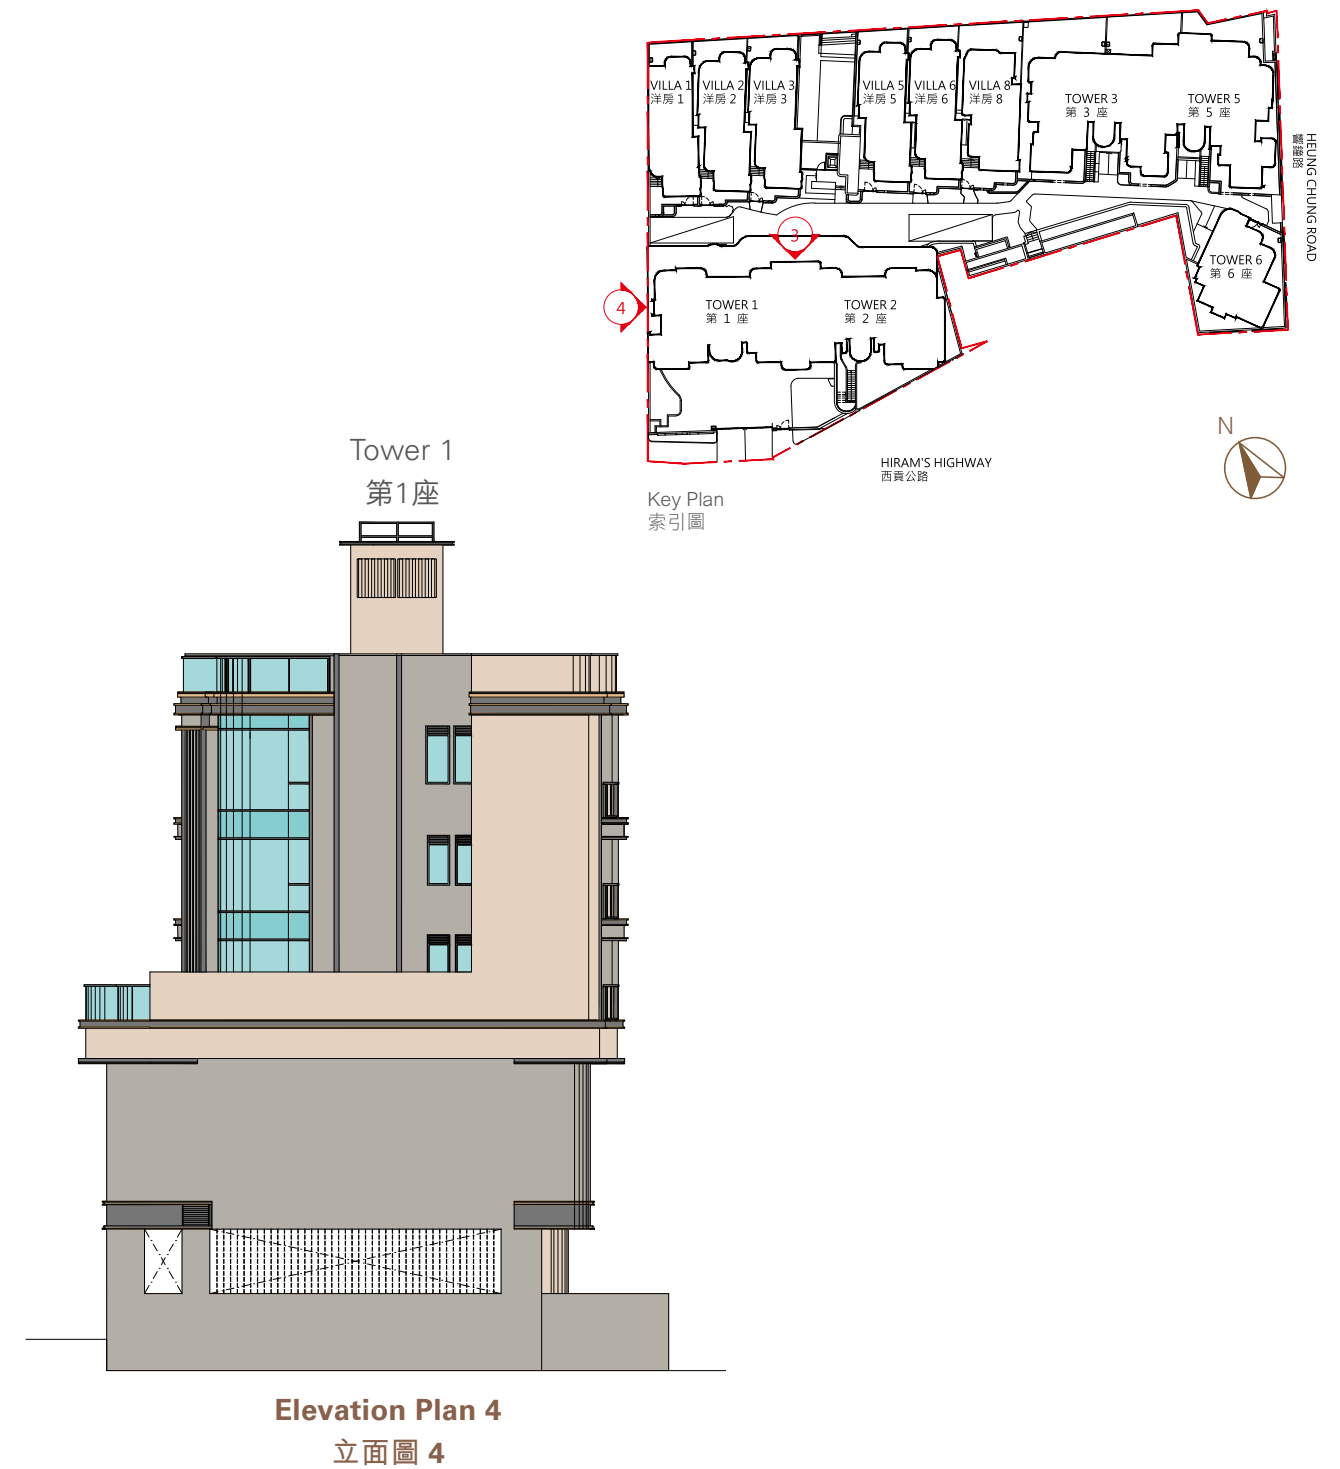 VILLA 1
洋房 1
VILLA 2
洋房 2
VILLA 3
洋房 3
VILLA 5
洋房 5
VILLA 6
洋房 6
VILLA 8
洋房 8
TOWER 3
第 3 座
TOWER 5
第 5 座
HEUNG CHUNG ROAD
響鐘路
3
TOWER 6
第 6 座
4
TOWER 1
第 1 座
TOWER 2
第 2 座
N
HIRAM'S HIGHWAY
西貢公路
Key Plan
索引圖
Tower 1
第1座
Elevation Plan 4
立面圖 4